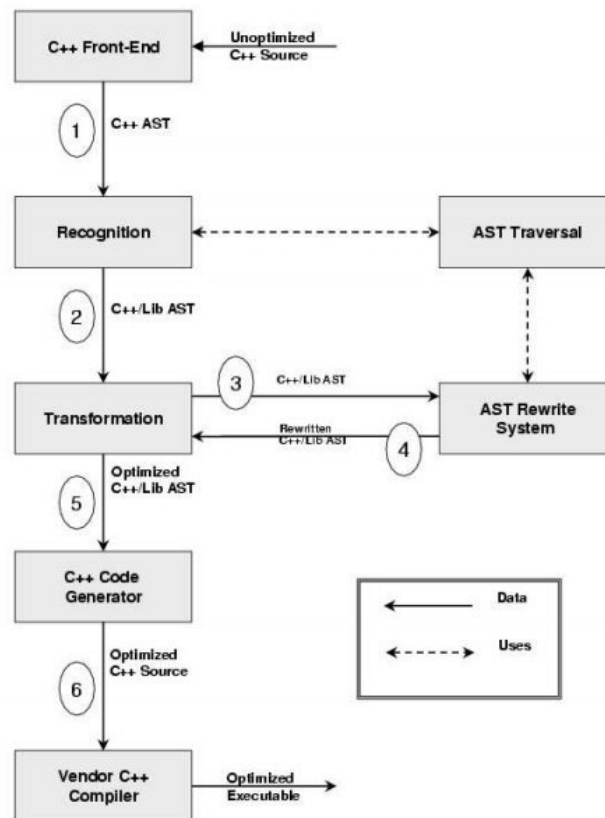 C++ Front-End
Unoptimized
C++ Source
1
C++ AST
Recognition
AST Traversal
2
C++/Lib AST
3
C++/Lib AST
Transformation
AST Rewrite
System
Rewritten
C++/Lib AST
4
Optimized
C++/Lib AST
5
C++ Code
Generator
Data
Uses
Optimized
C++ Source
6
Vendor C++
Compiler
Optimized
Executable